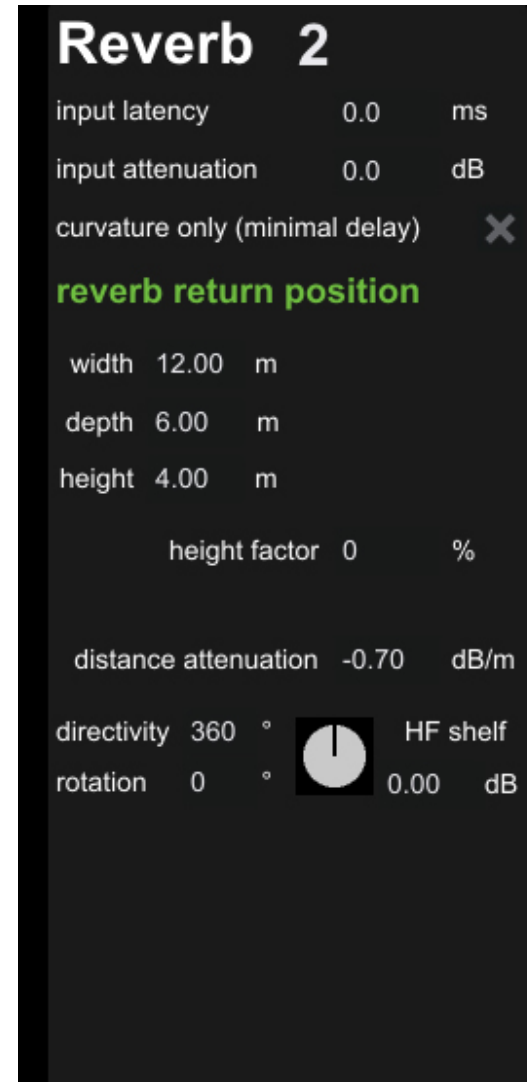 Reverb 2
input latency 0.0 ms
input attenuation 0.0 dB
curvature only (minimal delay)
reverb return position
width 12.00 m
depth 6.00 m
height 4.00 m
height factor 0 %
distance attenuation -0.70 dB/m
directivity 360 ° HF shelf
rotation 0 ° 0.00 dB